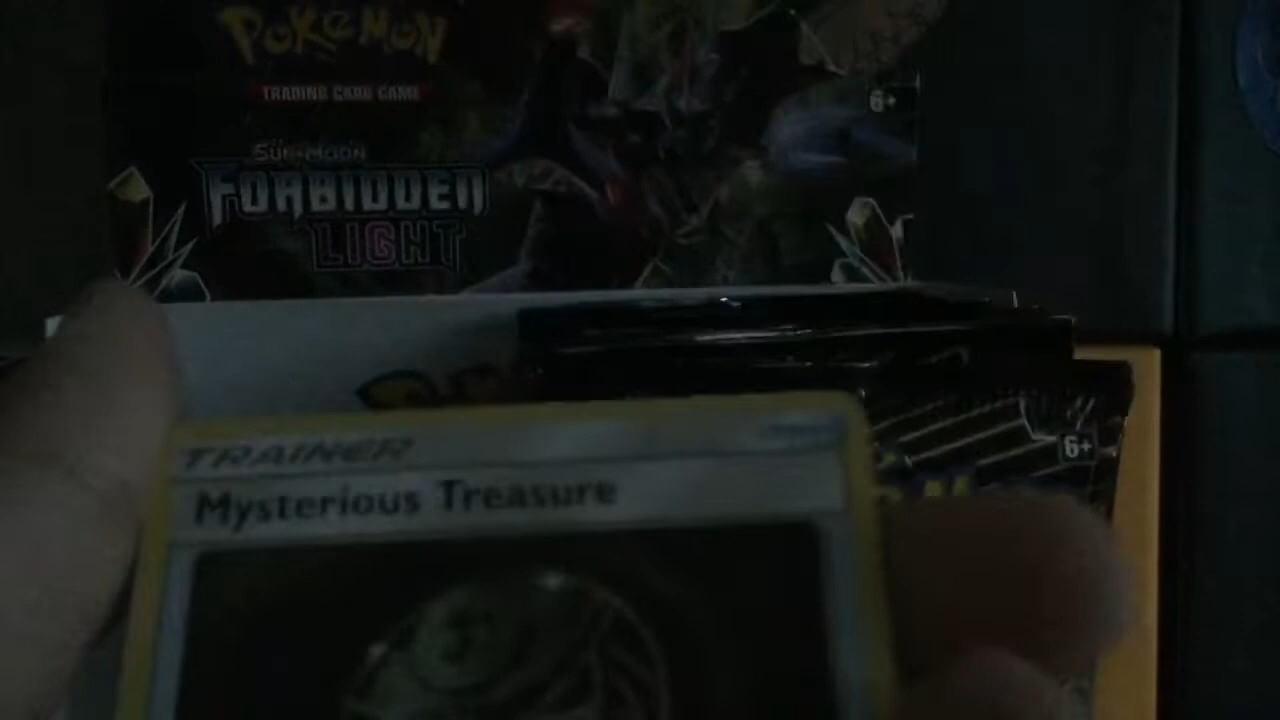 POKéMON
TRADING CARD GAME
6+
SUN & MOON
FORBIDDEN
LIGHT
6+
TRAINER
Mysterious Treasure